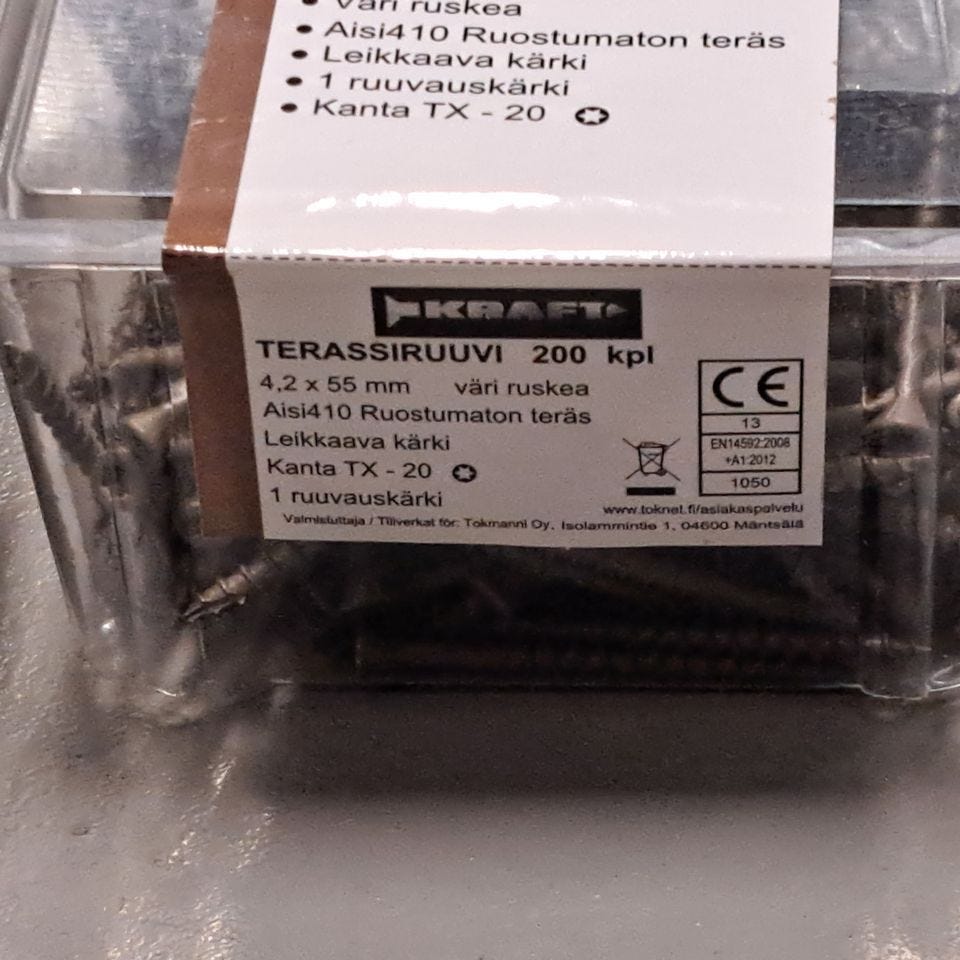 Väri ruskea
Aisi410 Ruostumaton teräs
Leikkaava kärki
1 ruuvauskärki
Kanta TX - 20
KRAFT
TERASSIRUUVI 200 kpl
4,2 x 55 mm väri ruskea
Aisi410 Ruostumaton teräs
Leikkaava kärki
Kanta TX - 20
1 ruuvauskärki
CE
13
EN14592:2008
+A1:2012
1050
www.toknet.fi/asiakaspalvelu
Valmistuttaja / Tillverkat för: Tokmanni Oy, Isolammintie 1, 04600 Mäntsälä